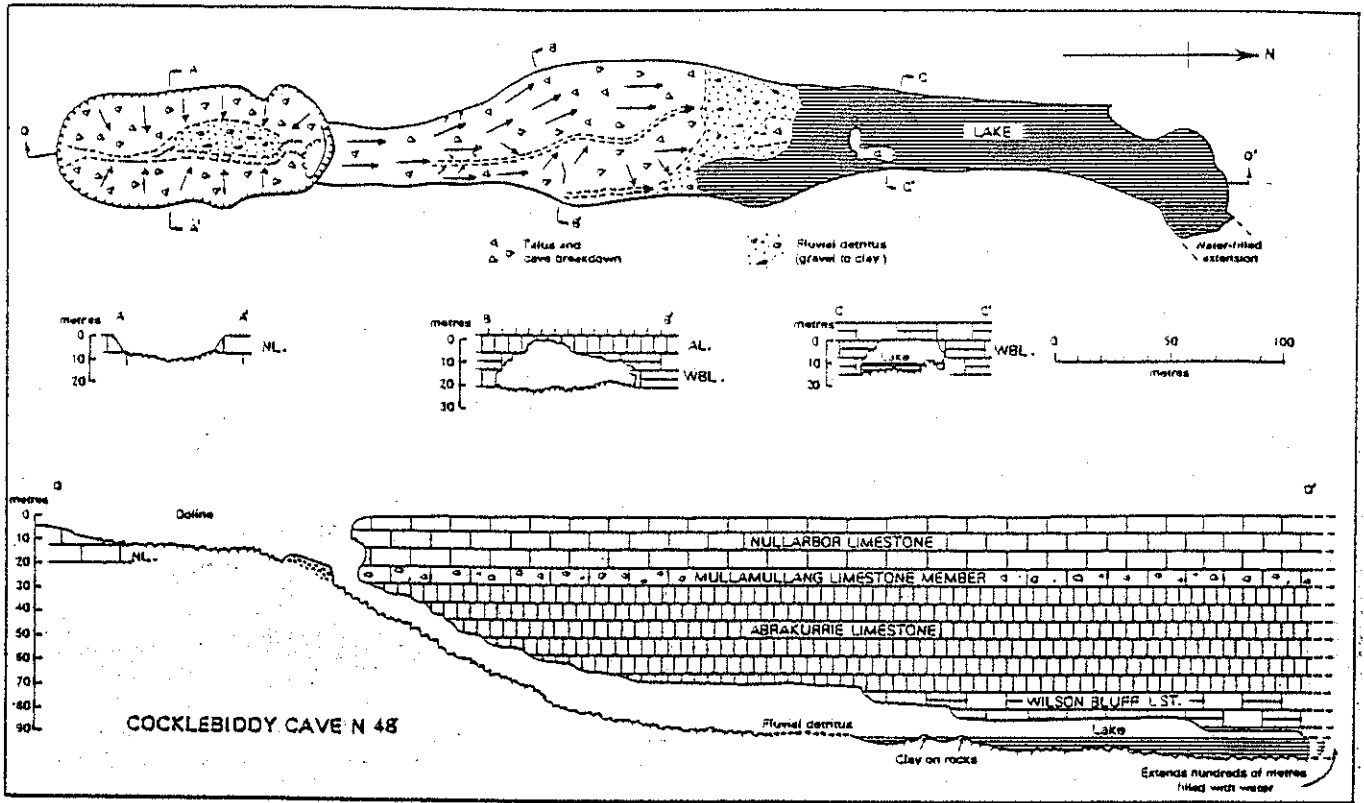 B
A
C
N
LAKE
Q'
C'
A'
B'
Talus and
cave breakdown
Fluvial detritus
(gravel to clay)
Water-filled
extension
A A'
metres
0
10
20
NL.
B B'
metres
0
10
20
30
AL.
WBL.
C C'
metres
0
10
20
WBL.
0 50 100
metres
metres
0
10
20
30
40
50
60
70
80
90
Doline
NL.
NULLARBOR LIMESTONE
MULLAMULLANG LIMESTONE MEMBER
ABRAKURRIE LIMESTONE
WILSON BLUFF LST.
COCKLEBIDDY CAVE N 48
Fluvial detritus
Lake
Clay on rocks
Extends hundreds of metres
filled with water